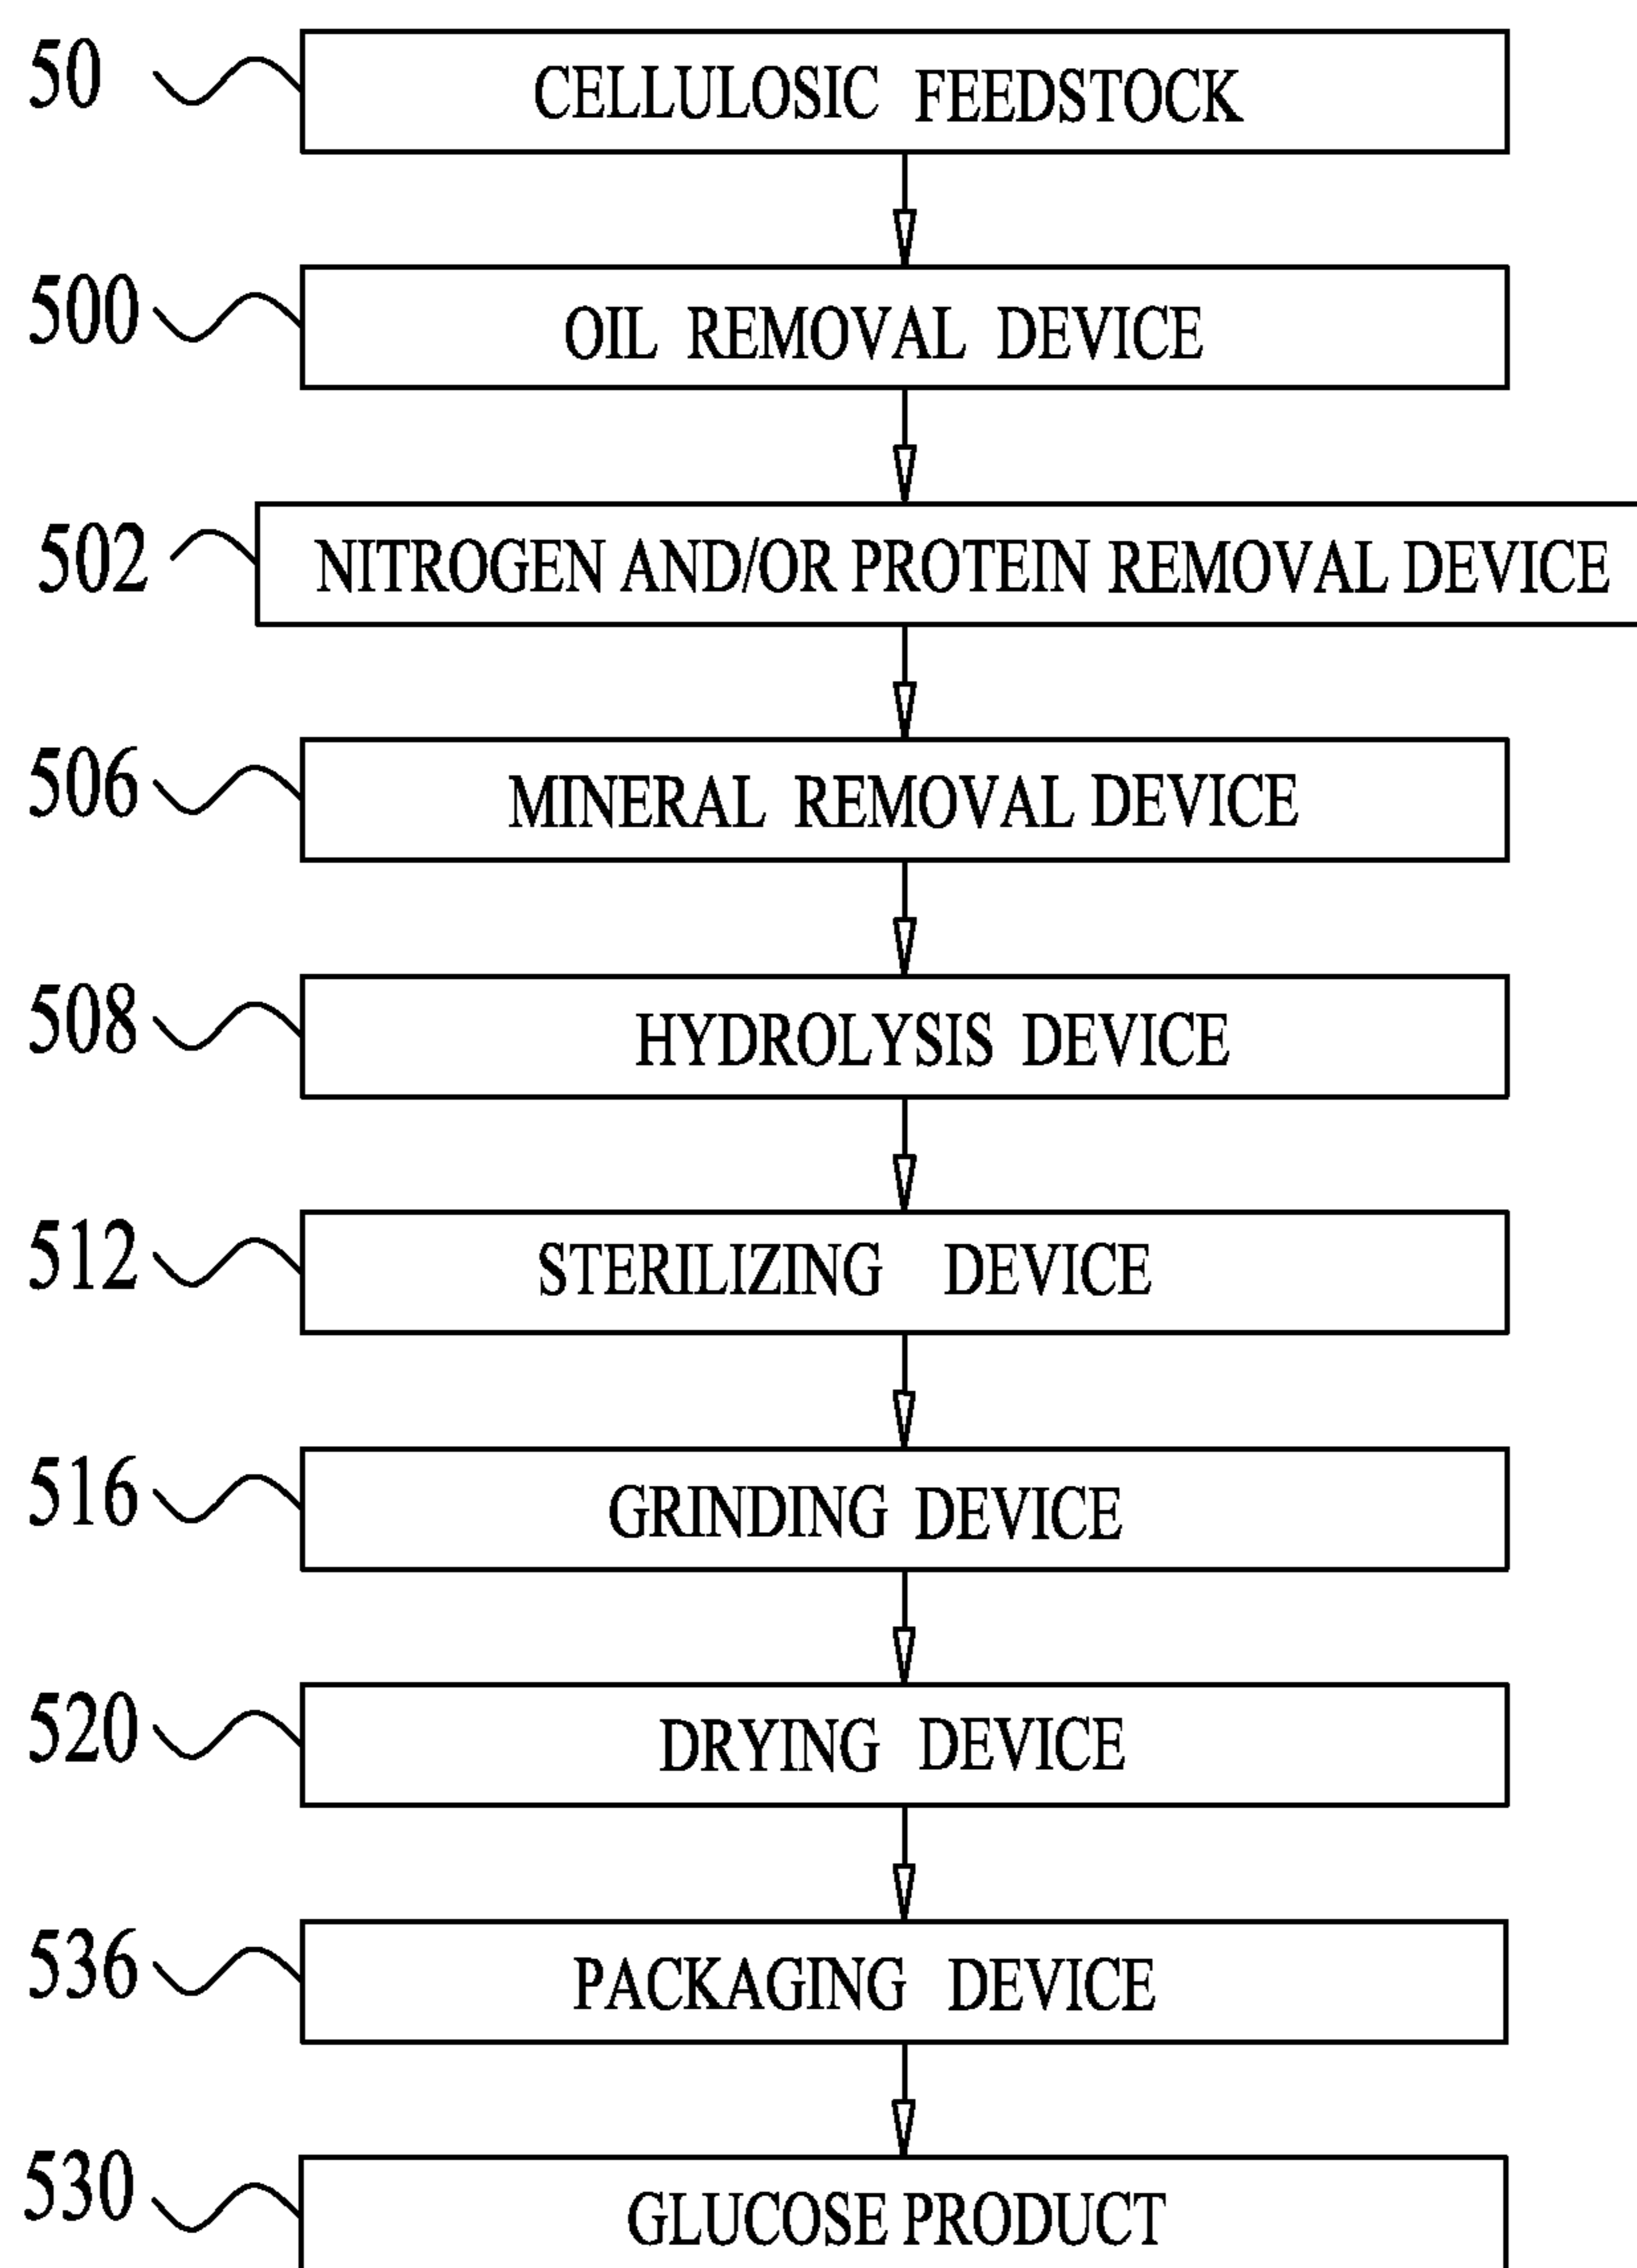 50 CELLULOSIC FEEDSTOCK
500 OIL REMOVAL DEVICE
502 NITROGEN AND/OR PROTEIN REMOVAL DEVICE
506 MINERAL REMOVAL DEVICE
508 HYDROLYSIS DEVICE
512 STERILIZING DEVICE
516 GRINDING DEVICE
520 DRYING DEVICE
536 PACKAGING DEVICE
530 GLUCOSE PRODUCT